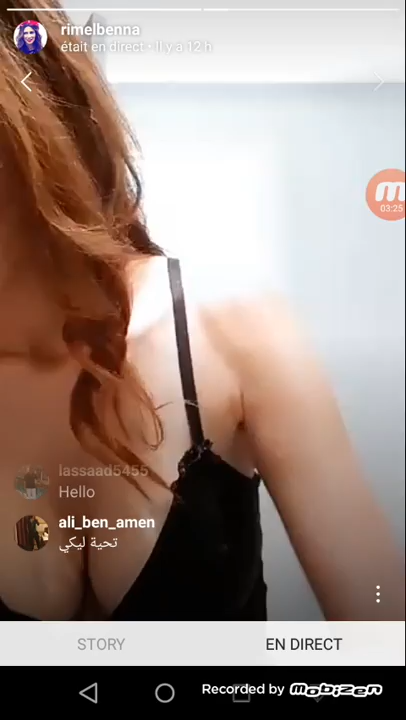 rimelbenna
était en direct • Il y a 12 h
03:25
lassaad5455
Hello
ali_ben_amen
تحية ليكي
STORY
EN DIRECT
Recorded by mobizen